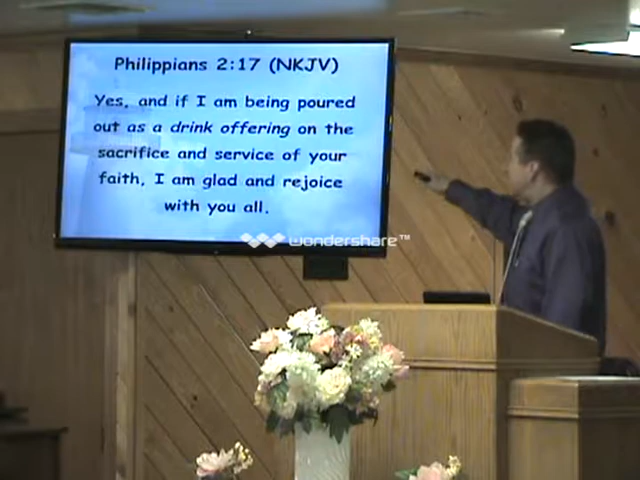 Philippians 2:17 (NKJV)
Yes, and if I am being poured
out as a drink offering on the
sacrifice and service of your
faith, I am glad and rejoice
with you all.
wondershare™